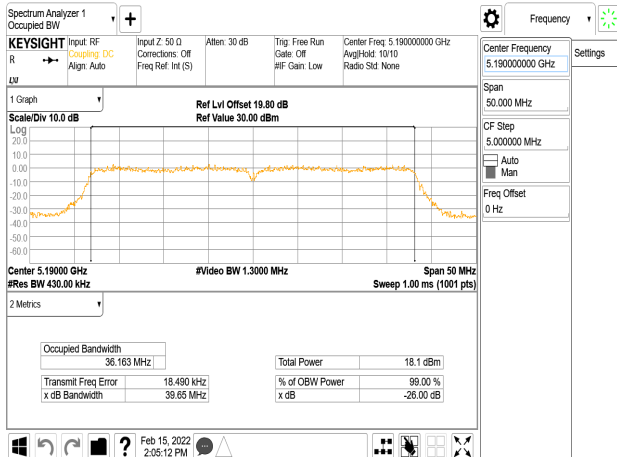 Spectrum Analyzer 1
Occupied BW
Frequency
KEYSIGHT
R
Input: RF
Coupling: DC
Align: Auto
Input Z: 50 Ω
Corrections: Off
Freq Ref: Int (S)
Atten: 30 dB
Trig: Free Run
Gate: Off
#IF Gain: Low
Center Freq: 5.190000000 GHz
Avg|Hold: 10/10
Radio Std: None
Center Frequency
5.190000000 GHz
Settings
Span
50.000 MHz
CF Step
5.000000 MHz
Auto
Man
Freq Offset
0 Hz
1 Graph
Scale/Div 10.0 dB
Ref Lvl Offset 19.80 dB
Ref Value 30.00 dBm
Log
20.0
10.0
0.00
-10.0
-20.0
-30.0
-40.0
-50.0
-60.0
Center 5.19000 GHz
#Res BW 430.00 kHz
#Video BW 1.3000 MHz
Span 50 MHz
Sweep 1.00 ms (1001 pts)
2 Metrics
Occupied Bandwidth
36.163 MHz
Transmit Freq Error 18.490 kHz
x dB Bandwidth 39.65 MHz
Total Power 18.1 dBm
% of OBW Power 99.00 %
x dB -26.00 dB
?
Feb 15, 2022
2:05:12 PM